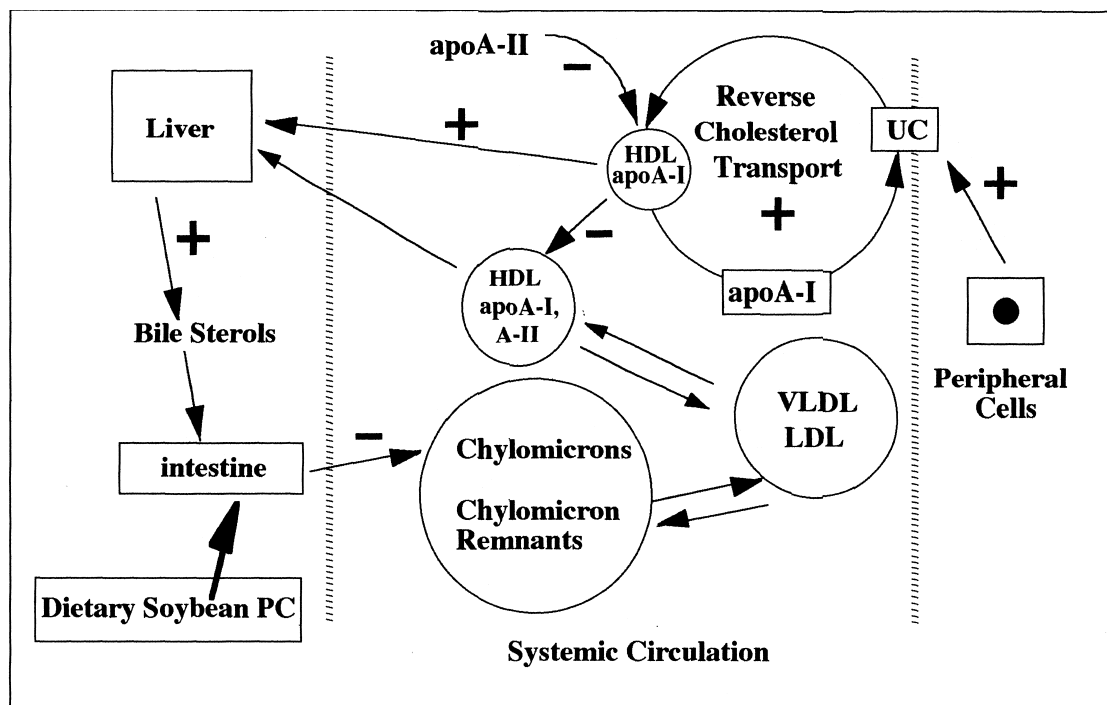 apoA-II
−
Liver
+
+
HDL
apoA-I
Reverse
Cholesterol
Transport
+
UC
+
−
apoA-I
HDL
apoA-I,
A-II
Bile Sterols
VLDL
LDL
Peripheral
Cells
intestine
−
Chylomicrons
Chylomicron
Remnants
Dietary Soybean PC
Systemic Circulation